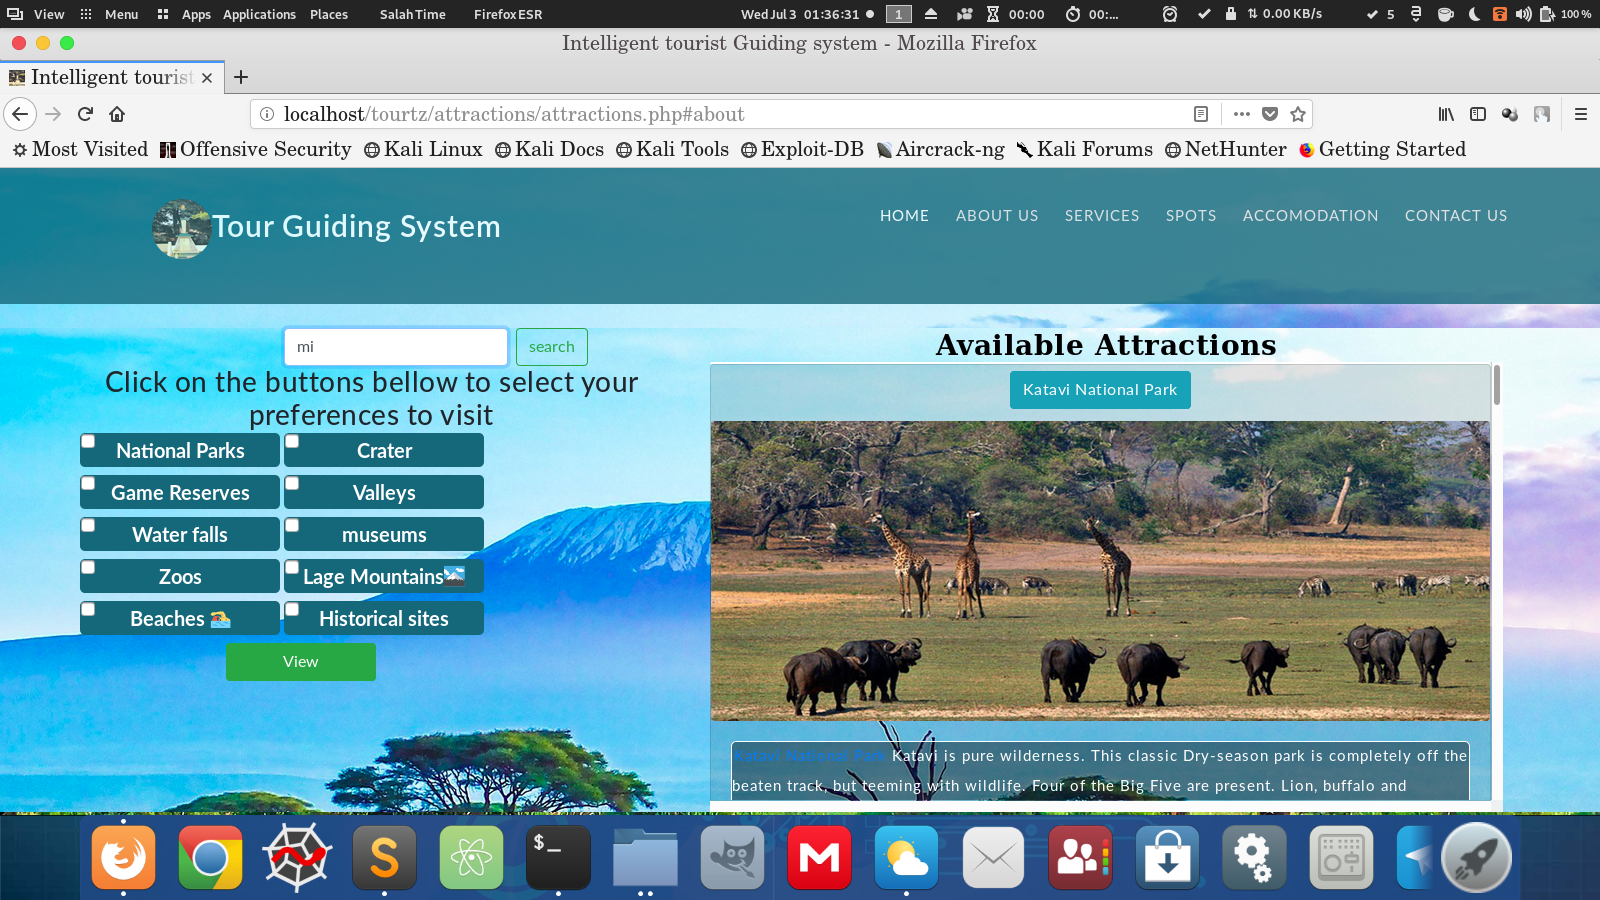 View Menu Apps Applications Places Salah Time Firefox ESR Wed Jul 3 01:36:31 1 00:00 00:... 0.00 KB/s 5 100 %
Intelligent tourist Guiding system - Mozilla Firefox
Intelligent tourist
localhost/tourtz/attractions/attractions.php#about
Most Visited Offensive Security Kali Linux Kali Docs Kali Tools Exploit-DB Aircrack-ng Kali Forums NetHunter Getting Started
Tour Guiding System
HOME ABOUT US SERVICES SPOTS ACCOMODATION CONTACT US
mi search
Click on the buttons bellow to select your
preferences to visit
National Parks Crater
Game Reserves Valleys
Water falls museums
Zoos Lage Mountains
Beaches Historical sites
View
Available Attractions
Katavi National Park
Katavi National Park Katavi is pure wilderness. This classic Dry-season park is completely off the
beaten track, but teeming with wildlife. Four of the Big Five are present. Lion, buffalo and
$_